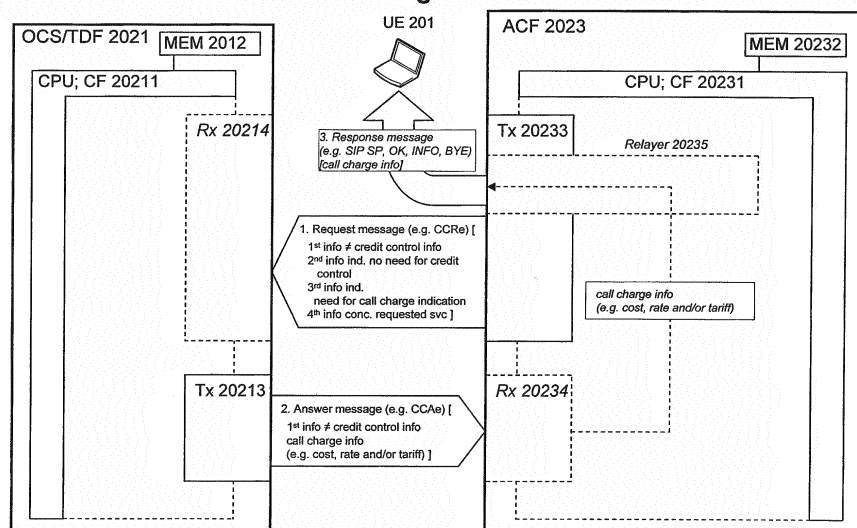 UE 201
OCS/TDF 2021
MEM 2012
CPU; CF 20211
Rx 20214
ACF 2023
MEM 20232
CPU; CF 20231
Tx 20233
Relayer 20235
3. Response message
(e.g. SIP SP, OK, INFO, BYE)
[call charge info]
1. Request message (e.g. CCRe) [
1st info ≠ credit control info
2nd info ind. no need for credit
control
3rd info ind.
need for call charge indication
4th info conc. requested svc ]
call charge info
(e.g. cost, rate and/or tariff)
Tx 20213
2. Answer message (e.g. CCAe) [
1st info ≠ credit control info
call charge info
(e.g. cost, rate and/or tariff) ]
Rx 20234